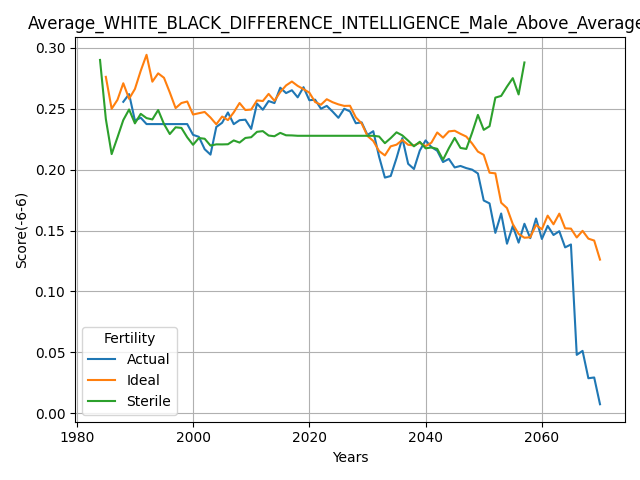 Average_WHITE_BLACK_DIFFERENCE_INTELLIGENCE_Male_Above_Average
0.30
0.25
0.20
0.15
0.10
0.05
0.00
Score(-6-6)
Fertility
Actual
Ideal
Sterile
1980 2000 2020 2040 2060
Years